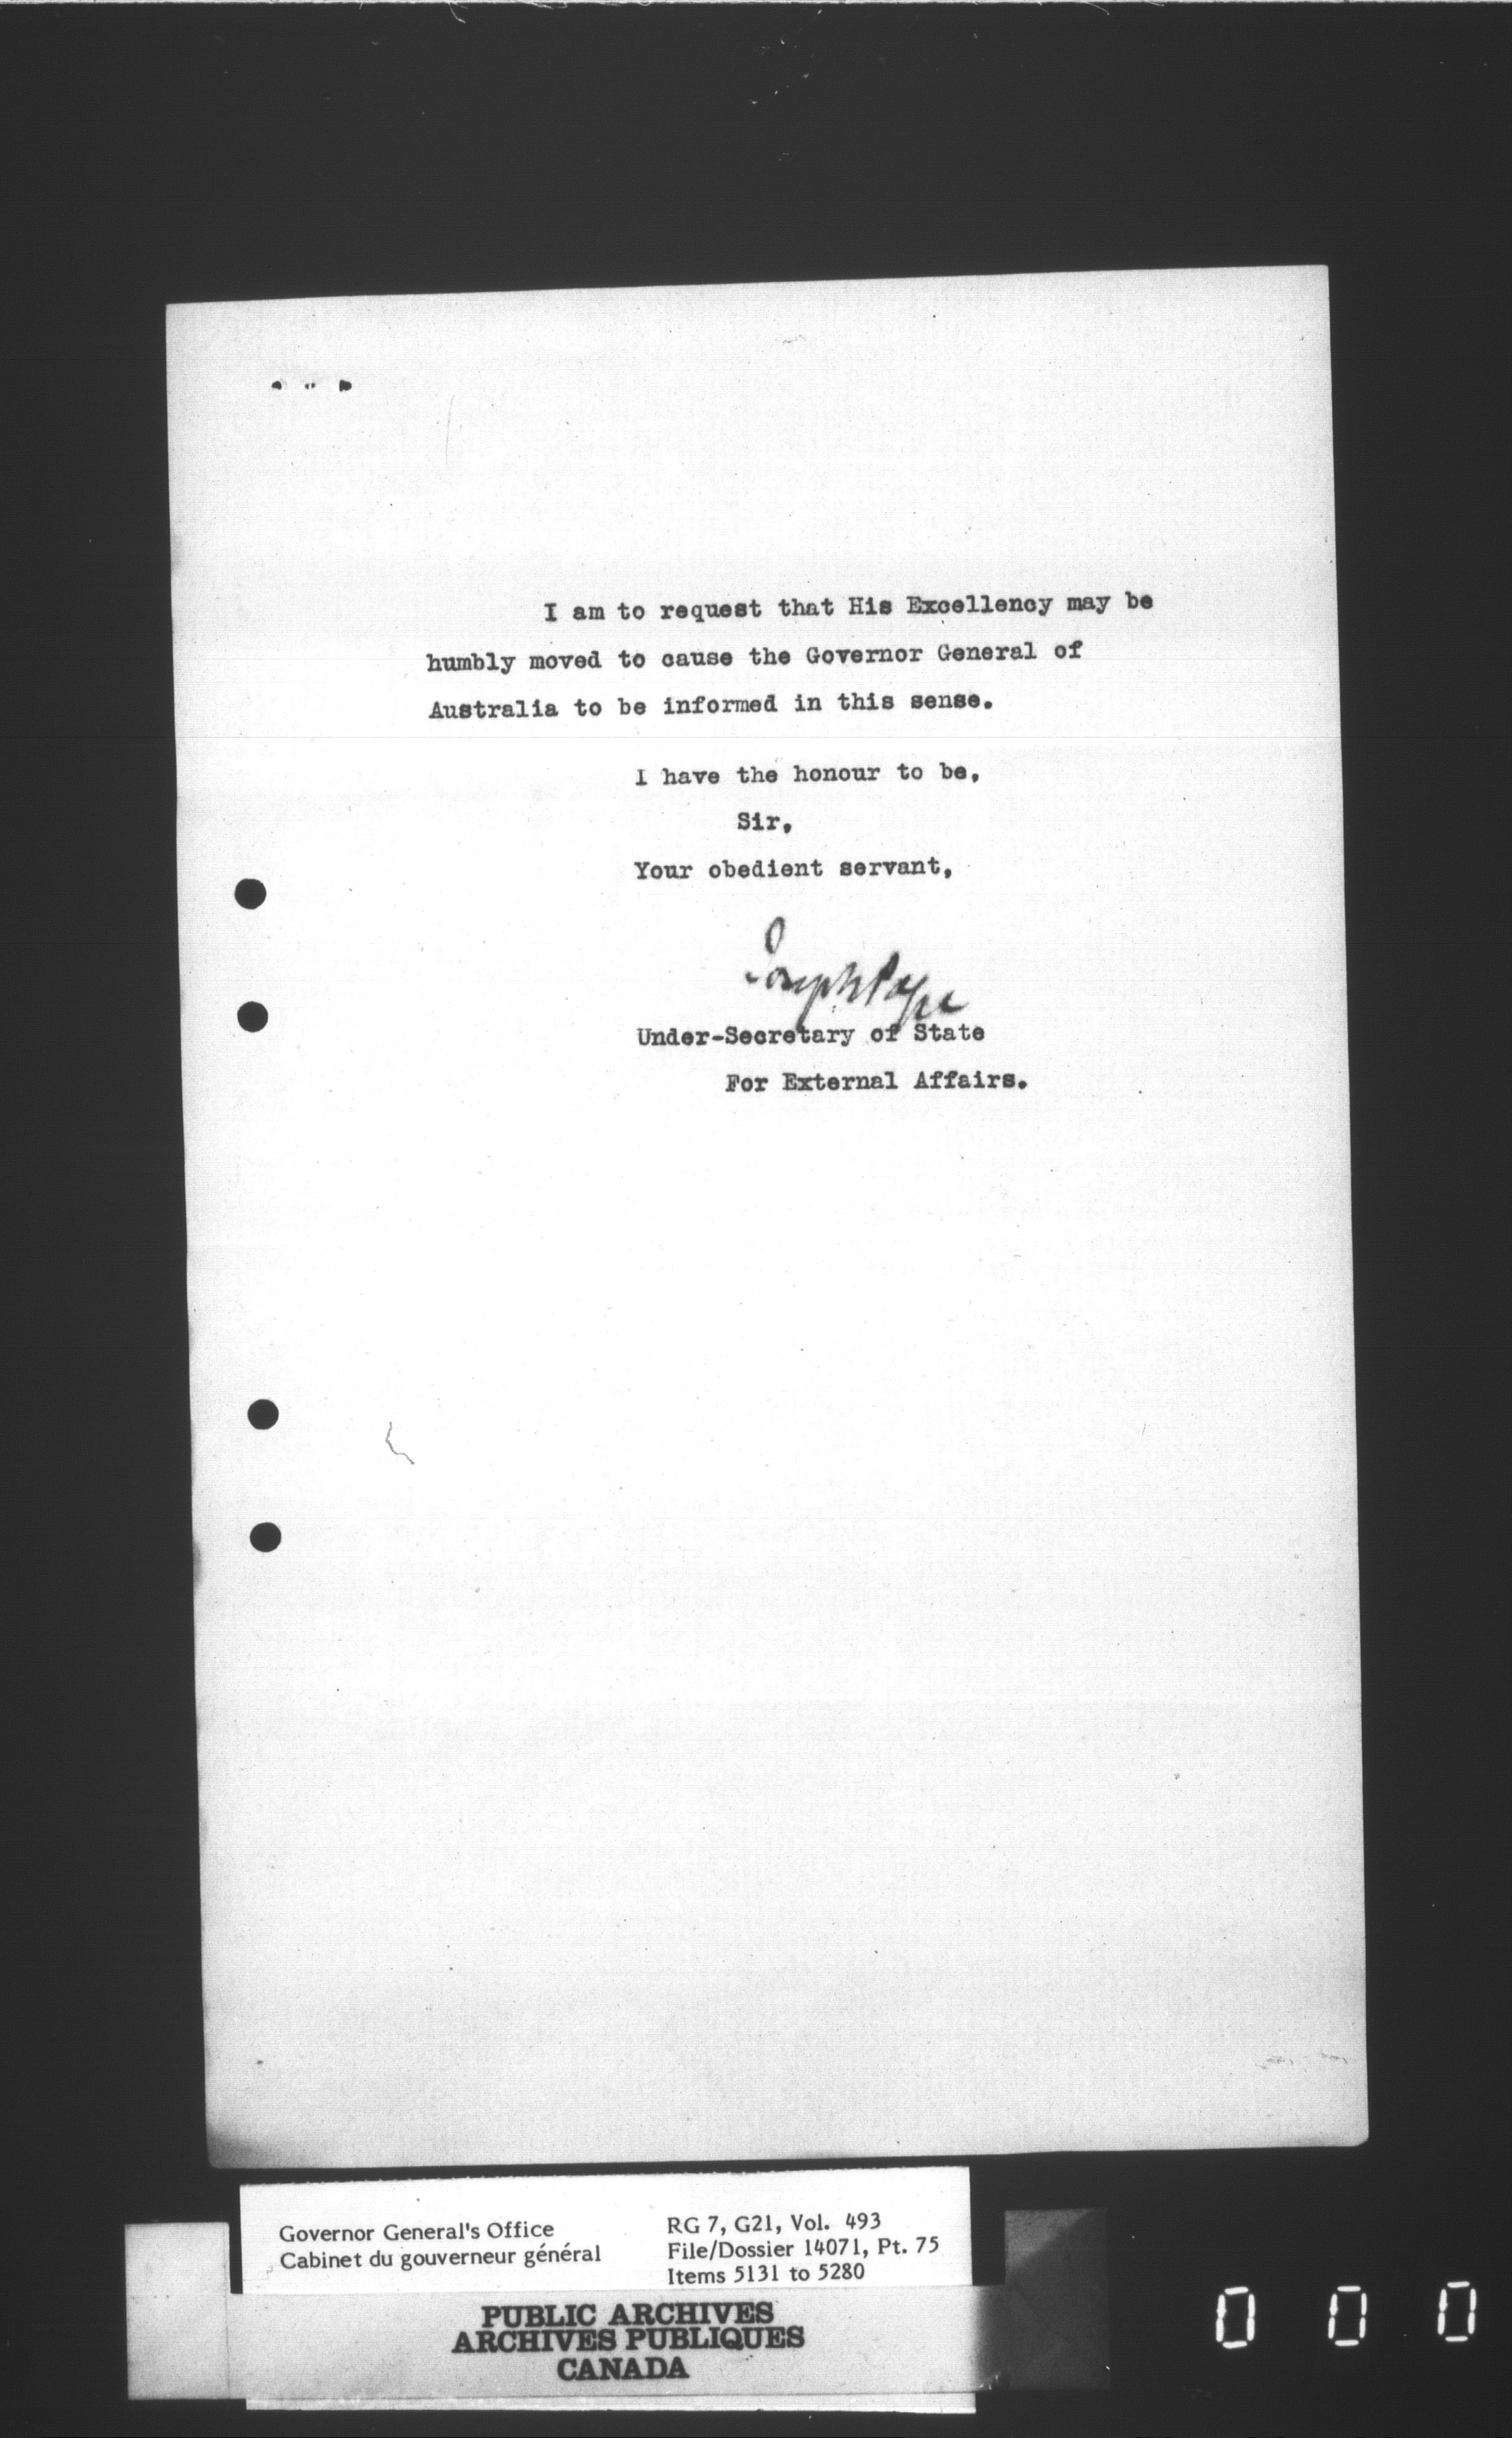 I am to request that His Excellency may be
humbly moved to cause the Governor General of
Australia to be informed in this sense.
I have the honour to be,
Sir,
Your obedient servant,
Joseph Pope
Under-Secretary of State
For External Affairs.
Governor General's Office
Cabinet du gouverneur général
RG 7, G21, Vol. 493
File/Dossier 14071, Pt. 75
Items 5131 to 5280
PUBLIC ARCHIVES
ARCHIVES PUBLIQUES
CANADA
0 0 0